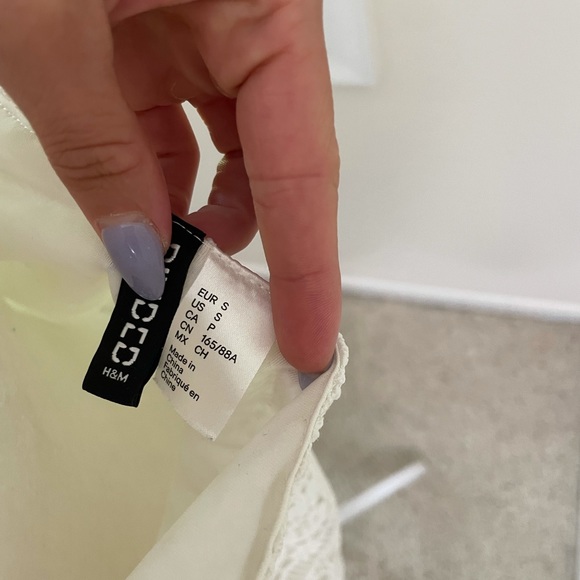 H&M
EUR S
US S
CA P
CN 165/88A
MX CH
Made in
China
Fabriqué en
Chine